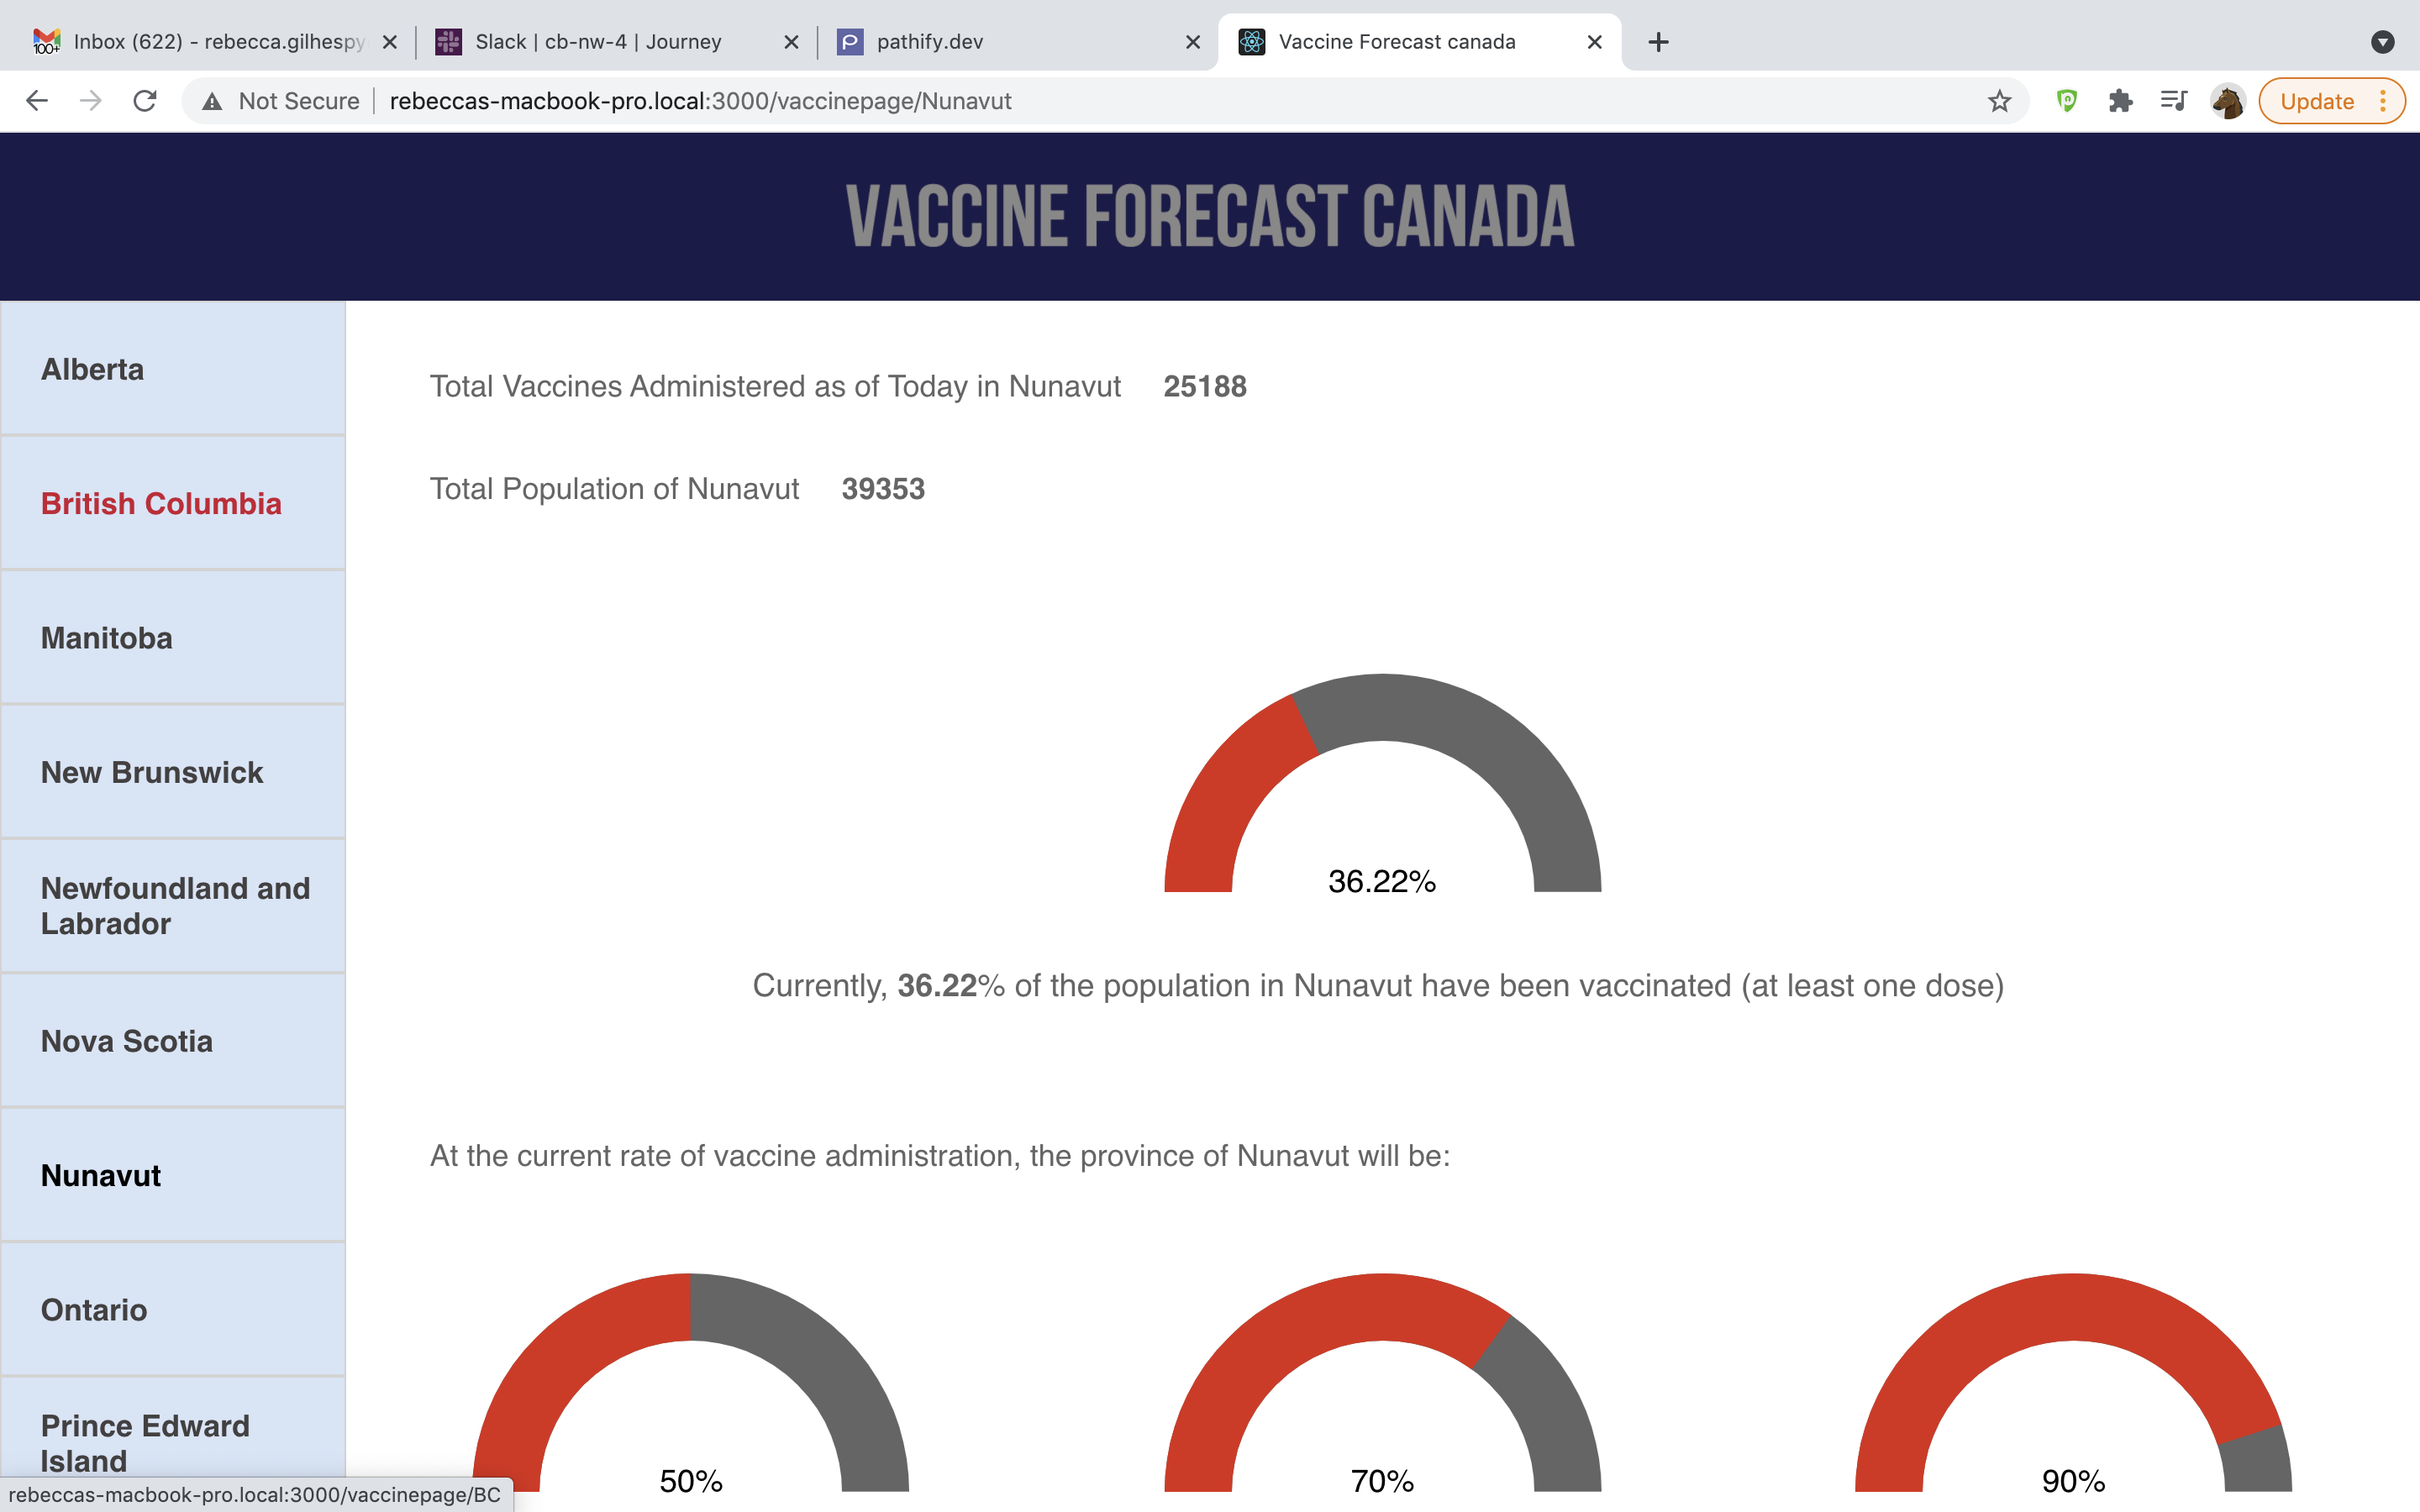 100+ Inbox (622) - rebecca.gilhespy
Slack | cb-nw-4 | Journey
pathify.dev
Vaccine Forecast canada
Not Secure
rebeccas-macbook-pro.local:3000/vaccinepage/Nunavut
Update
VACCINE FORECAST CANADA
Alberta
British Columbia
Manitoba
New Brunswick
Newfoundland and
Labrador
Nova Scotia
Nunavut
Ontario
Prince Edward
Island
Total Vaccines Administered as of Today in Nunavut 25188
Total Population of Nunavut 39353
36.22%
Currently, 36.22% of the population in Nunavut have been vaccinated (at least one dose)
At the current rate of vaccine administration, the province of Nunavut will be:
50%
70%
90%
rebeccas-macbook-pro.local:3000/vaccinepage/BC